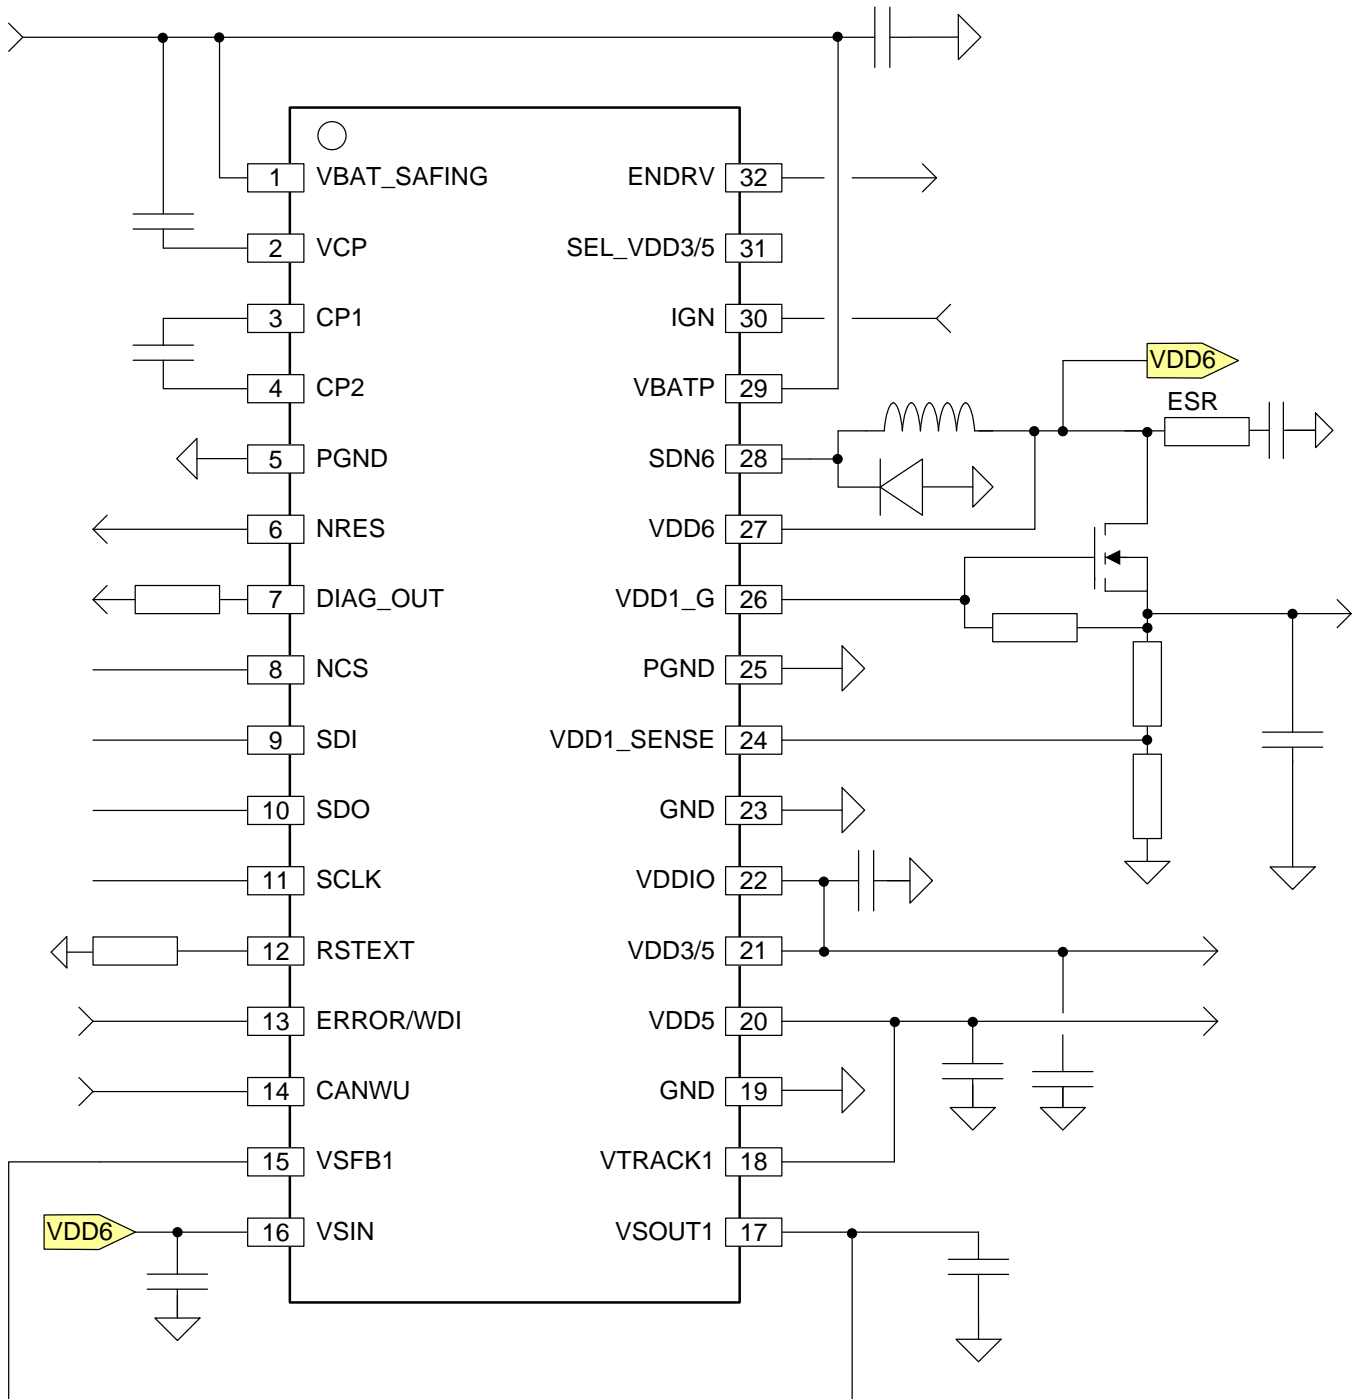 1 VBAT_SAFING ENDRV 32
2 VCP SEL_VDD3/5 31
3 CP1 IGN 30
4 CP2 VBATP 29
VDD6
ESR
5 PGND SDN6 28
6 NRES VDD6 27
7 DIAG_OUT VDD1_G 26
8 NCS PGND 25
9 SDI VDD1_SENSE 24
10 SDO GND 23
11 SCLK VDDIO 22
12 RSTEXT VDD3/5 21
13 ERROR/WDI VDD5 20
14 CANWU GND 19
15 VSFB1 VTRACK1 18
VDD6 16 VSIN VSOUT1 17